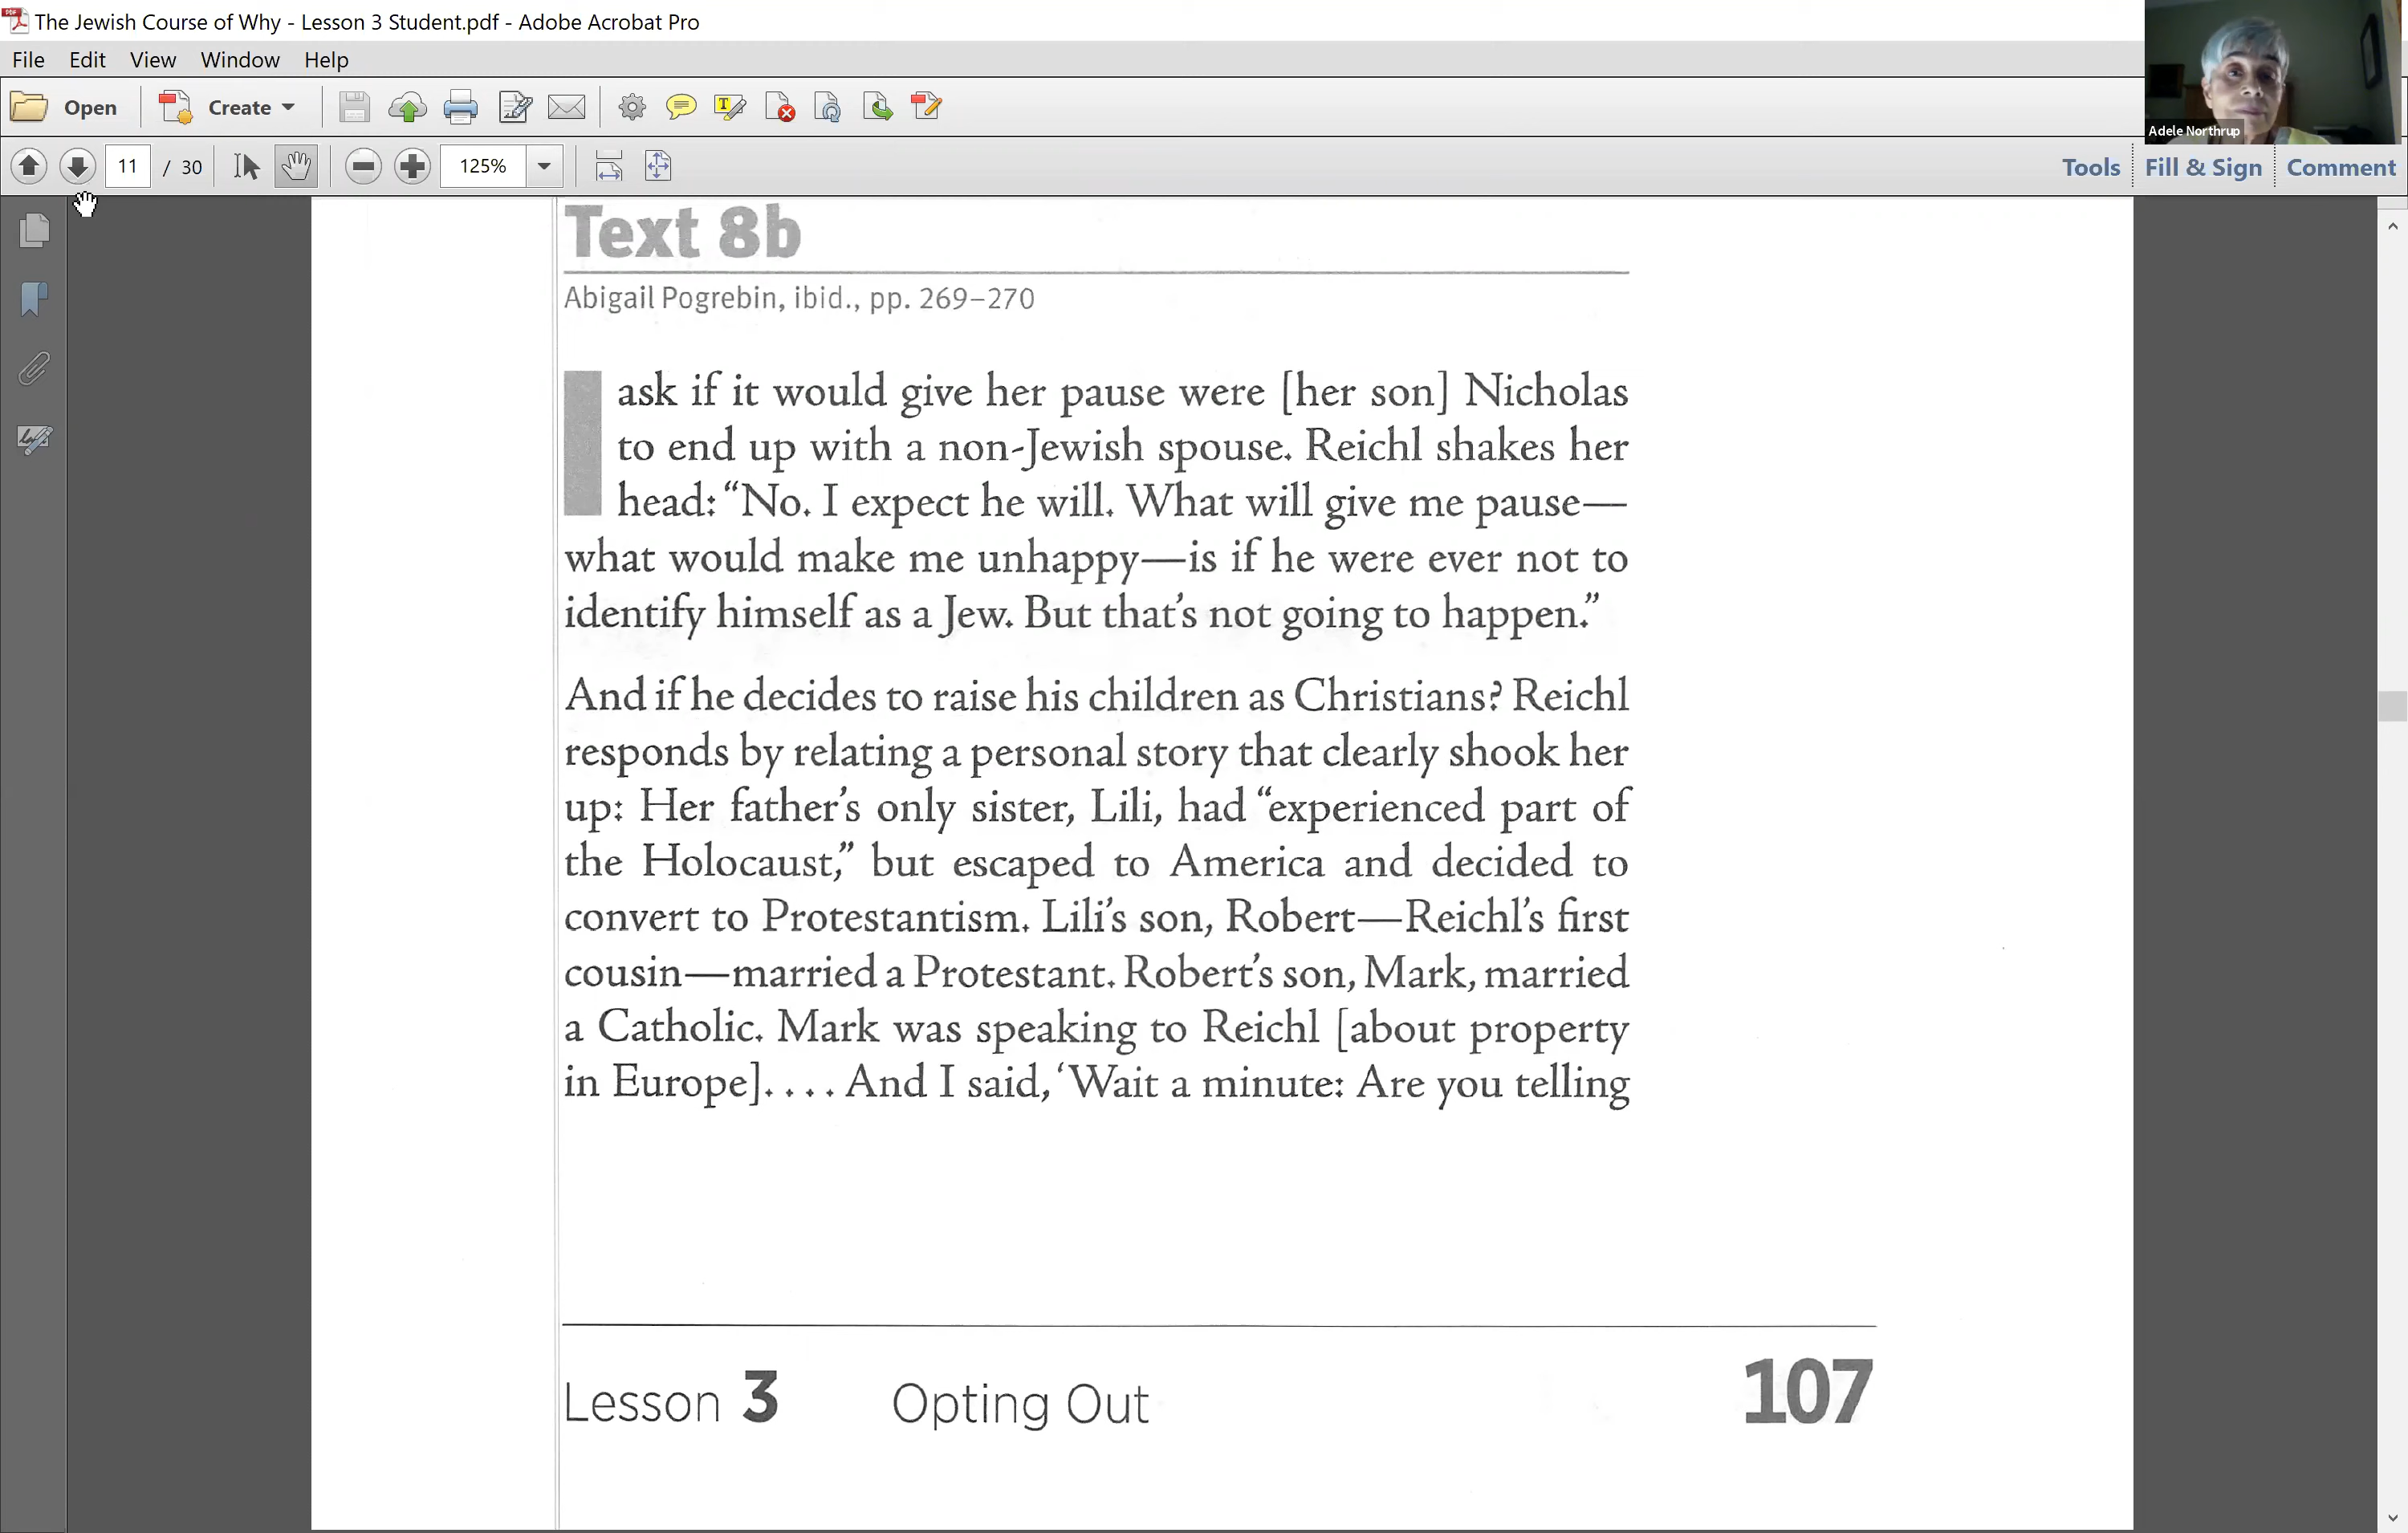 The Jewish Course of Why - Lesson 3 Student.pdf - Adobe Acrobat Pro
File Edit View Window Help
Open Create
11 / 30 125%
Tools Fill & Sign Comment
Adele Northrup
Text 8b
Abigail Pogrebin, ibid., pp. 269–270
I ask if it would give her pause were [her son] Nicholas
to end up with a non-Jewish spouse. Reichl shakes her
head: “No. I expect he will. What will give me pause—
what would make me unhappy—is if he were ever not to
identify himself as a Jew. But that’s not going to happen.”
And if he decides to raise his children as Christians? Reichl
responds by relating a personal story that clearly shook her
up: Her father’s only sister, Lili, had “experienced part of
the Holocaust,” but escaped to America and decided to
convert to Protestantism. Lili’s son, Robert—Reichl’s first
cousin—married a Protestant. Robert’s son, Mark, married
a Catholic. Mark was speaking to Reichl [about property
in Europe]. . . . And I said, ‘Wait a minute: Are you telling
Lesson 3 Opting Out 107